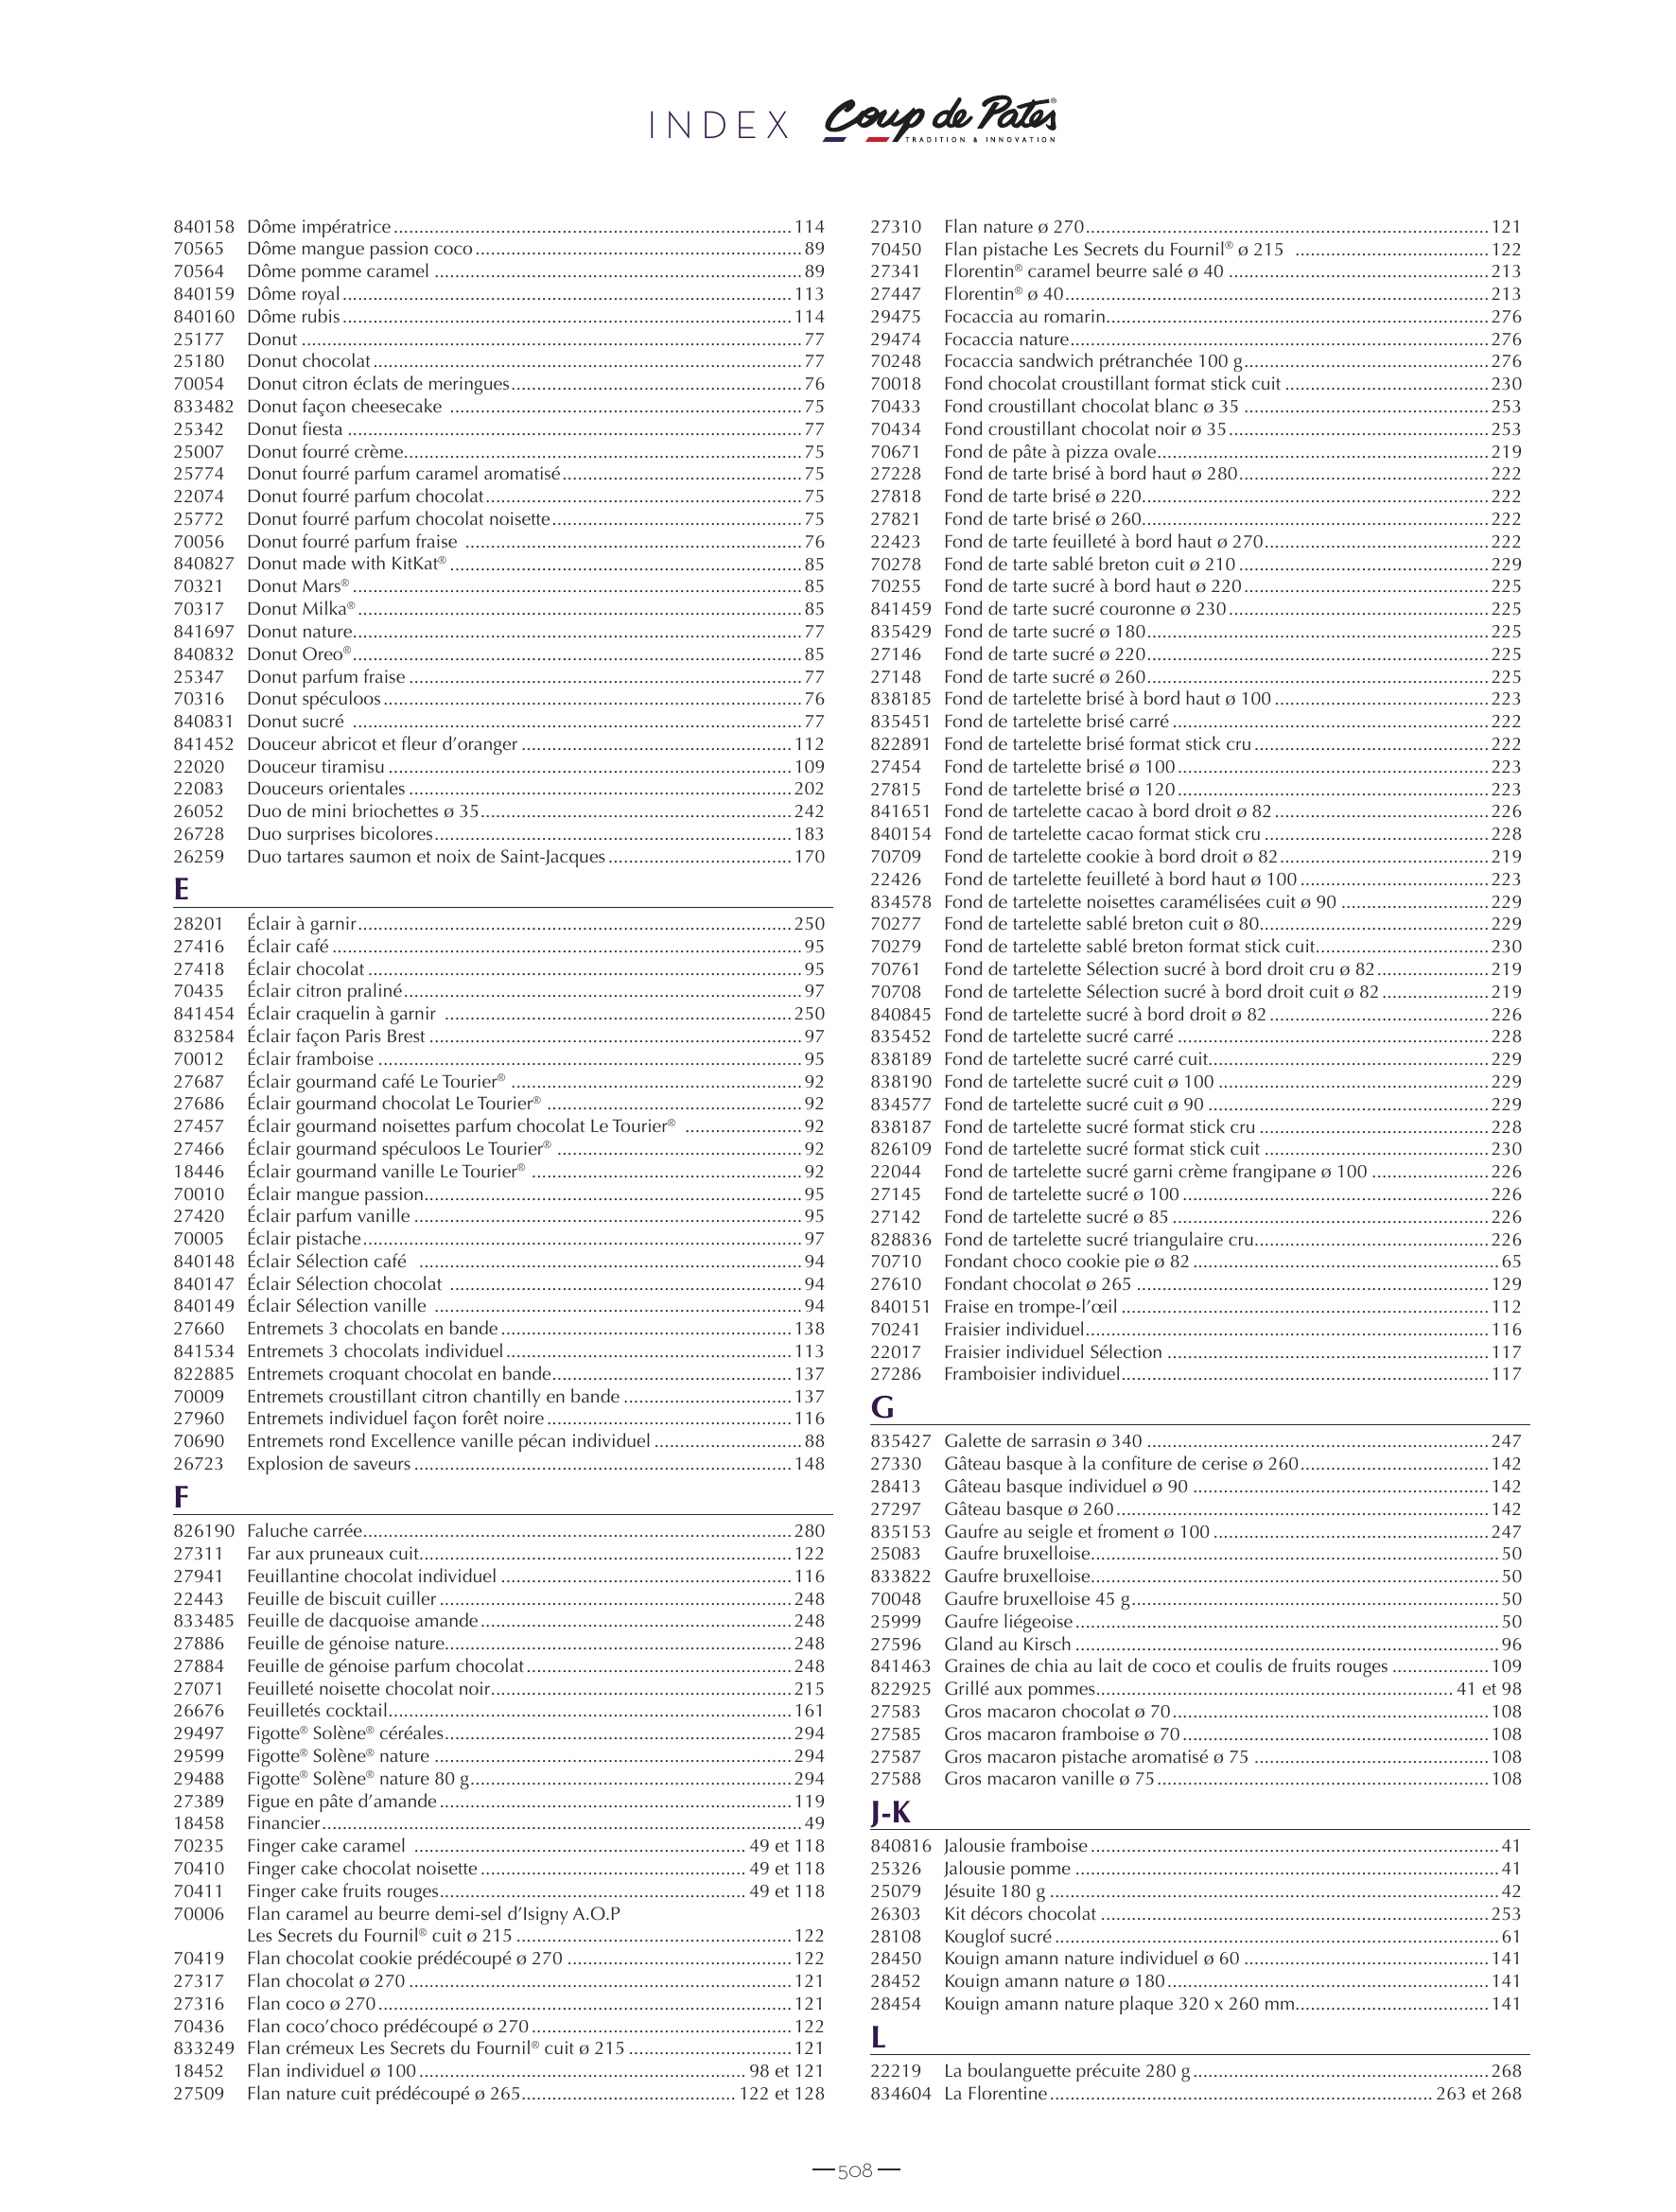 INDEX Coup de Pates®
TRADITION & INNOVATION
840158 Dôme impératrice 114
70565 Dôme mangue passion coco 89
70564 Dôme pomme caramel 89
840159 Dôme royal 113
840160 Dôme rubis 114
25177 Donut 77
25180 Donut chocolat 77
70054 Donut citron éclats de meringues 76
833482 Donut façon cheesecake 75
25342 Donut fiesta 77
25007 Donut fourré crème 75
25774 Donut fourré parfum caramel aromatisé 75
22074 Donut fourré parfum chocolat 75
25772 Donut fourré parfum chocolat noisette 75
70056 Donut fourré parfum fraise 76
840827 Donut made with KitKat® 85
70321 Donut Mars® 85
70317 Donut Milka® 85
841697 Donut nature 77
840832 Donut Oreo® 85
25347 Donut parfum fraise 77
70316 Donut spéculoos 76
840831 Donut sucré 77
841452 Douceur abricot et fleur d’oranger 112
22020 Douceur tiramisu 109
22083 Douceurs orientales 202
26052 Duo de mini briochettes ø 35 242
26728 Duo surprises bicolores 183
26259 Duo tartares saumon et noix de Saint-Jacques 170
E
28201 Éclair à garnir 250
27416 Éclair café 95
27418 Éclair chocolat 95
70435 Éclair citron praliné 97
841454 Éclair craquelin à garnir 250
832584 Éclair façon Paris Brest 97
70012 Éclair framboise 95
27687 Éclair gourmand café Le Tourier® 92
27686 Éclair gourmand chocolat Le Tourier® 92
27457 Éclair gourmand noisettes parfum chocolat Le Tourier® 92
27466 Éclair gourmand spéculoos Le Tourier® 92
18446 Éclair gourmand vanille Le Tourier® 92
70010 Éclair mangue passion 95
27420 Éclair parfum vanille 95
70005 Éclair pistache 97
840148 Éclair Sélection café 94
840147 Éclair Sélection chocolat 94
840149 Éclair Sélection vanille 94
27660 Entremets 3 chocolats en bande 138
841534 Entremets 3 chocolats individuel 113
822885 Entremets croquant chocolat en bande 137
70009 Entremets croustillant citron chantilly en bande 137
27960 Entremets individuel façon forêt noire 116
70690 Entremets rond Excellence vanille pécan individuel 88
26723 Explosion de saveurs 148
F
826190 Faluche carrée 280
27311 Far aux pruneaux cuit 122
27941 Feuillantine chocolat individuel 116
22443 Feuille de biscuit cuiller 248
833485 Feuille de dacquoise amande 248
27886 Feuille de génoise nature 248
27884 Feuille de génoise parfum chocolat 248
27071 Feuilleté noisette chocolat noir 215
26676 Feuilletés cocktail 161
29497 Figotte® Solène® céréales 294
29599 Figotte® Solène® nature 294
29488 Figotte® Solène® nature 80 g 294
27389 Figue en pâte d’amande 119
18458 Financier 49
70235 Finger cake caramel 49 et 118
70410 Finger cake chocolat noisette 49 et 118
70411 Finger cake fruits rouges 49 et 118
70006 Flan caramel au beurre demi-sel d’Isigny A.O.P
Les Secrets du Fournil® cuit ø 215 122
70419 Flan chocolat cookie prédécoupé ø 270 122
27317 Flan chocolat ø 270 121
27316 Flan coco ø 270 121
70436 Flan coco’choco prédécoupé ø 270 122
833249 Flan crémeux Les Secrets du Fournil® cuit ø 215 121
18452 Flan individuel ø 100 98 et 121
27509 Flan nature cuit prédécoupé ø 265 122 et 128
27310 Flan nature ø 270 121
70450 Flan pistache Les Secrets du Fournil® ø 215 122
27341 Florentin® caramel beurre salé ø 40 213
27447 Florentin® ø 40 213
29475 Focaccia au romarin 276
29474 Focaccia nature 276
70248 Focaccia sandwich prétranchée 100 g 276
70018 Fond chocolat croustillant format stick cuit 230
70433 Fond croustillant chocolat blanc ø 35 253
70434 Fond croustillant chocolat noir ø 35 253
70671 Fond de pâte à pizza ovale 219
27228 Fond de tarte brisé à bord haut ø 280 222
27818 Fond de tarte brisé ø 220 222
27821 Fond de tarte brisé ø 260 222
22423 Fond de tarte feuilleté à bord haut ø 270 222
70278 Fond de tarte sablé breton cuit ø 210 229
70255 Fond de tarte sucré à bord haut ø 220 225
841459 Fond de tarte sucré couronne ø 230 225
835429 Fond de tarte sucré ø 180 225
27146 Fond de tarte sucré ø 220 225
27148 Fond de tarte sucré ø 260 225
838185 Fond de tartelette brisé à bord haut ø 100 223
835451 Fond de tartelette brisé carré 222
822891 Fond de tartelette brisé format stick cru 222
27454 Fond de tartelette brisé ø 100 223
27815 Fond de tartelette brisé ø 120 223
841651 Fond de tartelette cacao à bord droit ø 82 226
840154 Fond de tartelette cacao format stick cru 228
70709 Fond de tartelette cookie à bord droit ø 82 219
22426 Fond de tartelette feuilleté à bord haut ø 100 223
834578 Fond de tartelette noisettes caramélisées cuit ø 90 229
70277 Fond de tartelette sablé breton cuit ø 80 229
70279 Fond de tartelette sablé breton format stick cuit 230
70761 Fond de tartelette Sélection sucré à bord droit cru ø 82 219
70708 Fond de tartelette Sélection sucré à bord droit cuit ø 82 219
840845 Fond de tartelette sucré à bord droit ø 82 226
835452 Fond de tartelette sucré carré 228
838189 Fond de tartelette sucré carré cuit 229
838190 Fond de tartelette sucré cuit ø 100 229
834577 Fond de tartelette sucré cuit ø 90 229
838187 Fond de tartelette sucré format stick cru 228
826109 Fond de tartelette sucré format stick cuit 230
22044 Fond de tartelette sucré garni crème frangipane ø 100 226
27145 Fond de tartelette sucré ø 100 226
27142 Fond de tartelette sucré ø 85 226
828836 Fond de tartelette sucré triangulaire cru 226
70710 Fondant choco cookie pie ø 82 65
27610 Fondant chocolat ø 265 129
840151 Fraise en trompe-l’œil 112
70241 Fraisier individuel 116
22017 Fraisier individuel Sélection 117
27286 Framboisier individuel 117
G
835427 Galette de sarrasin ø 340 247
27330 Gâteau basque à la confiture de cerise ø 260 142
28413 Gâteau basque individuel ø 90 142
27297 Gâteau basque ø 260 142
835153 Gaufre au seigle et froment ø 100 247
25083 Gaufre bruxelloise 50
833822 Gaufre bruxelloise 50
70048 Gaufre bruxelloise 45 g 50
25999 Gaufre liégeoise 50
27596 Gland au Kirsch 96
841463 Graines de chia au lait de coco et coulis de fruits rouges 109
822925 Grillé aux pommes 41 et 98
27583 Gros macaron chocolat ø 70 108
27585 Gros macaron framboise ø 70 108
27587 Gros macaron pistache aromatisé ø 75 108
27588 Gros macaron vanille ø 75 108
J-K
840816 Jalousie framboise 41
25326 Jalousie pomme 41
25079 Jésuite 180 g 42
26303 Kit décors chocolat 253
28108 Kouglof sucré 61
28450 Kouign amann nature individuel ø 60 141
28452 Kouign amann nature ø 180 141
28454 Kouign amann nature plaque 320 x 260 mm 141
L
22219 La boulanguette précuite 280 g 268
834604 La Florentine 263 et 268
508